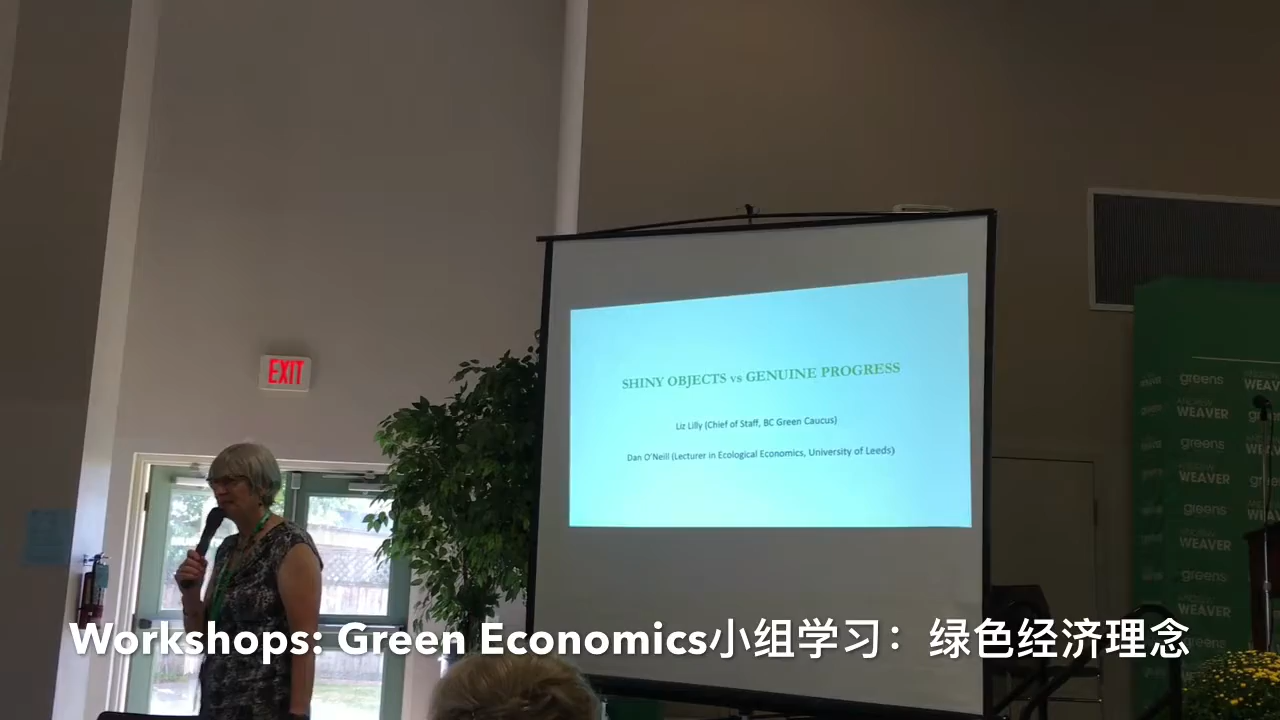 EXIT
SHINY OBJECTS vs GENUINE PROGRESS
Liz Lilly (Chief of Staff, BC Green Caucus)
Dan O'Neill (Lecturer in Ecological Economics, University of Leeds)
greens
WEAVER
greens
WEAVER
greens
WEAVER
greens
WEAVER
greens
WEAVER
greens
Workshops: Green Economics小组学习：绿色经济理念